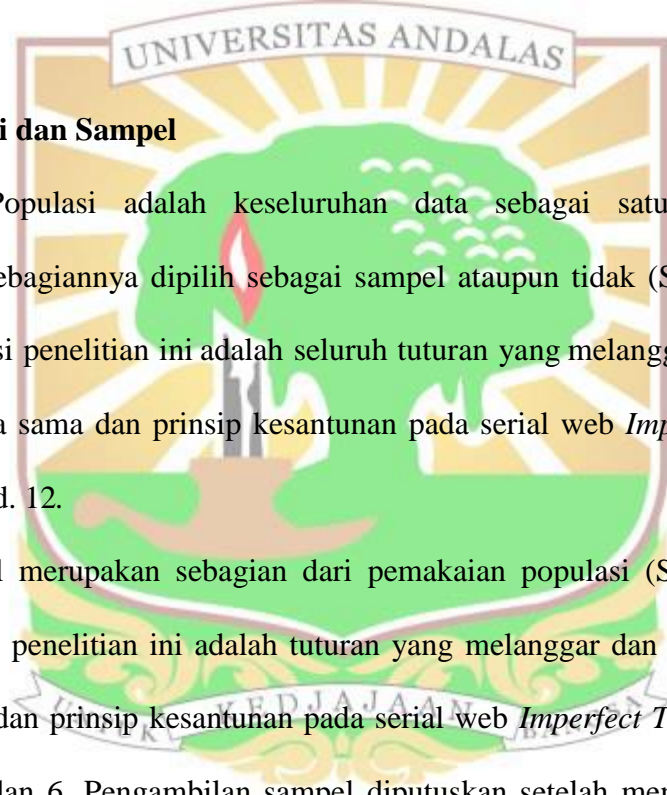 UNIVERSITAS ANDALAS
i dan Sampel
Populasi adalah keseluruhan data sebagai satu
ebagiannya dipilih sebagai sampel ataupun tidak (S
si penelitian ini adalah seluruh tuturan yang melangg
a sama dan prinsip kesantunan pada serial web Imp
d. 12.
l merupakan sebagian dari pemakaian populasi (S
penelitian ini adalah tuturan yang melanggar dan
dan prinsip kesantunan pada serial web Imperfect T
UNTUK KEDJAJAAN BANGSA
dan 6. Pengambilan sampel diputuskan setelah men